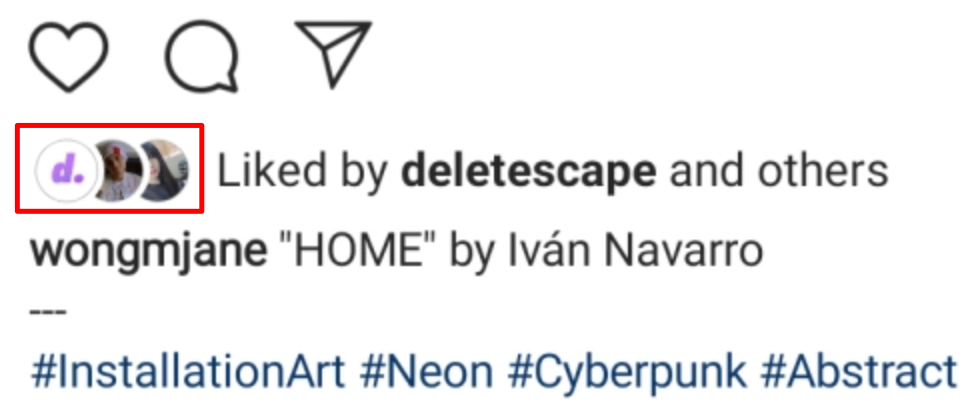 d. Liked by deletescape and others
wongmjane "HOME" by Iván Navarro
---
#InstallationArt #Neon #Cyberpunk #Abstract